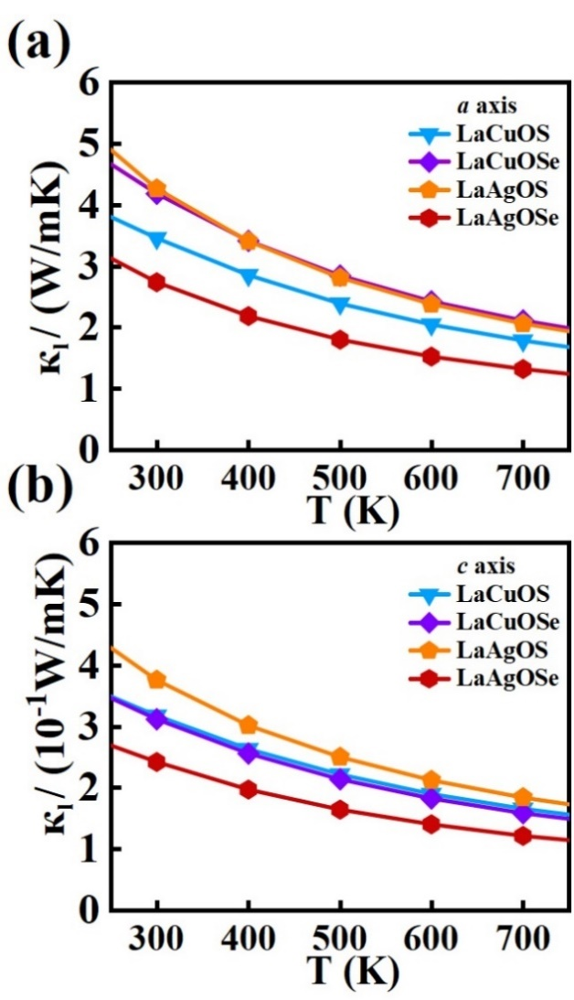 (a)
6
5
4
3
2
1
0
κl/ (W/mK)
a axis
LaCuOS
LaCuOSe
LaAgOS
LaAgOSe
300 400 500 600 700
T (K)
(b)
6
5
4
3
2
1
0
κl/ (10⁻¹W/mK)
c axis
LaCuOS
LaCuOSe
LaAgOS
LaAgOSe
300 400 500 600 700
T (K)